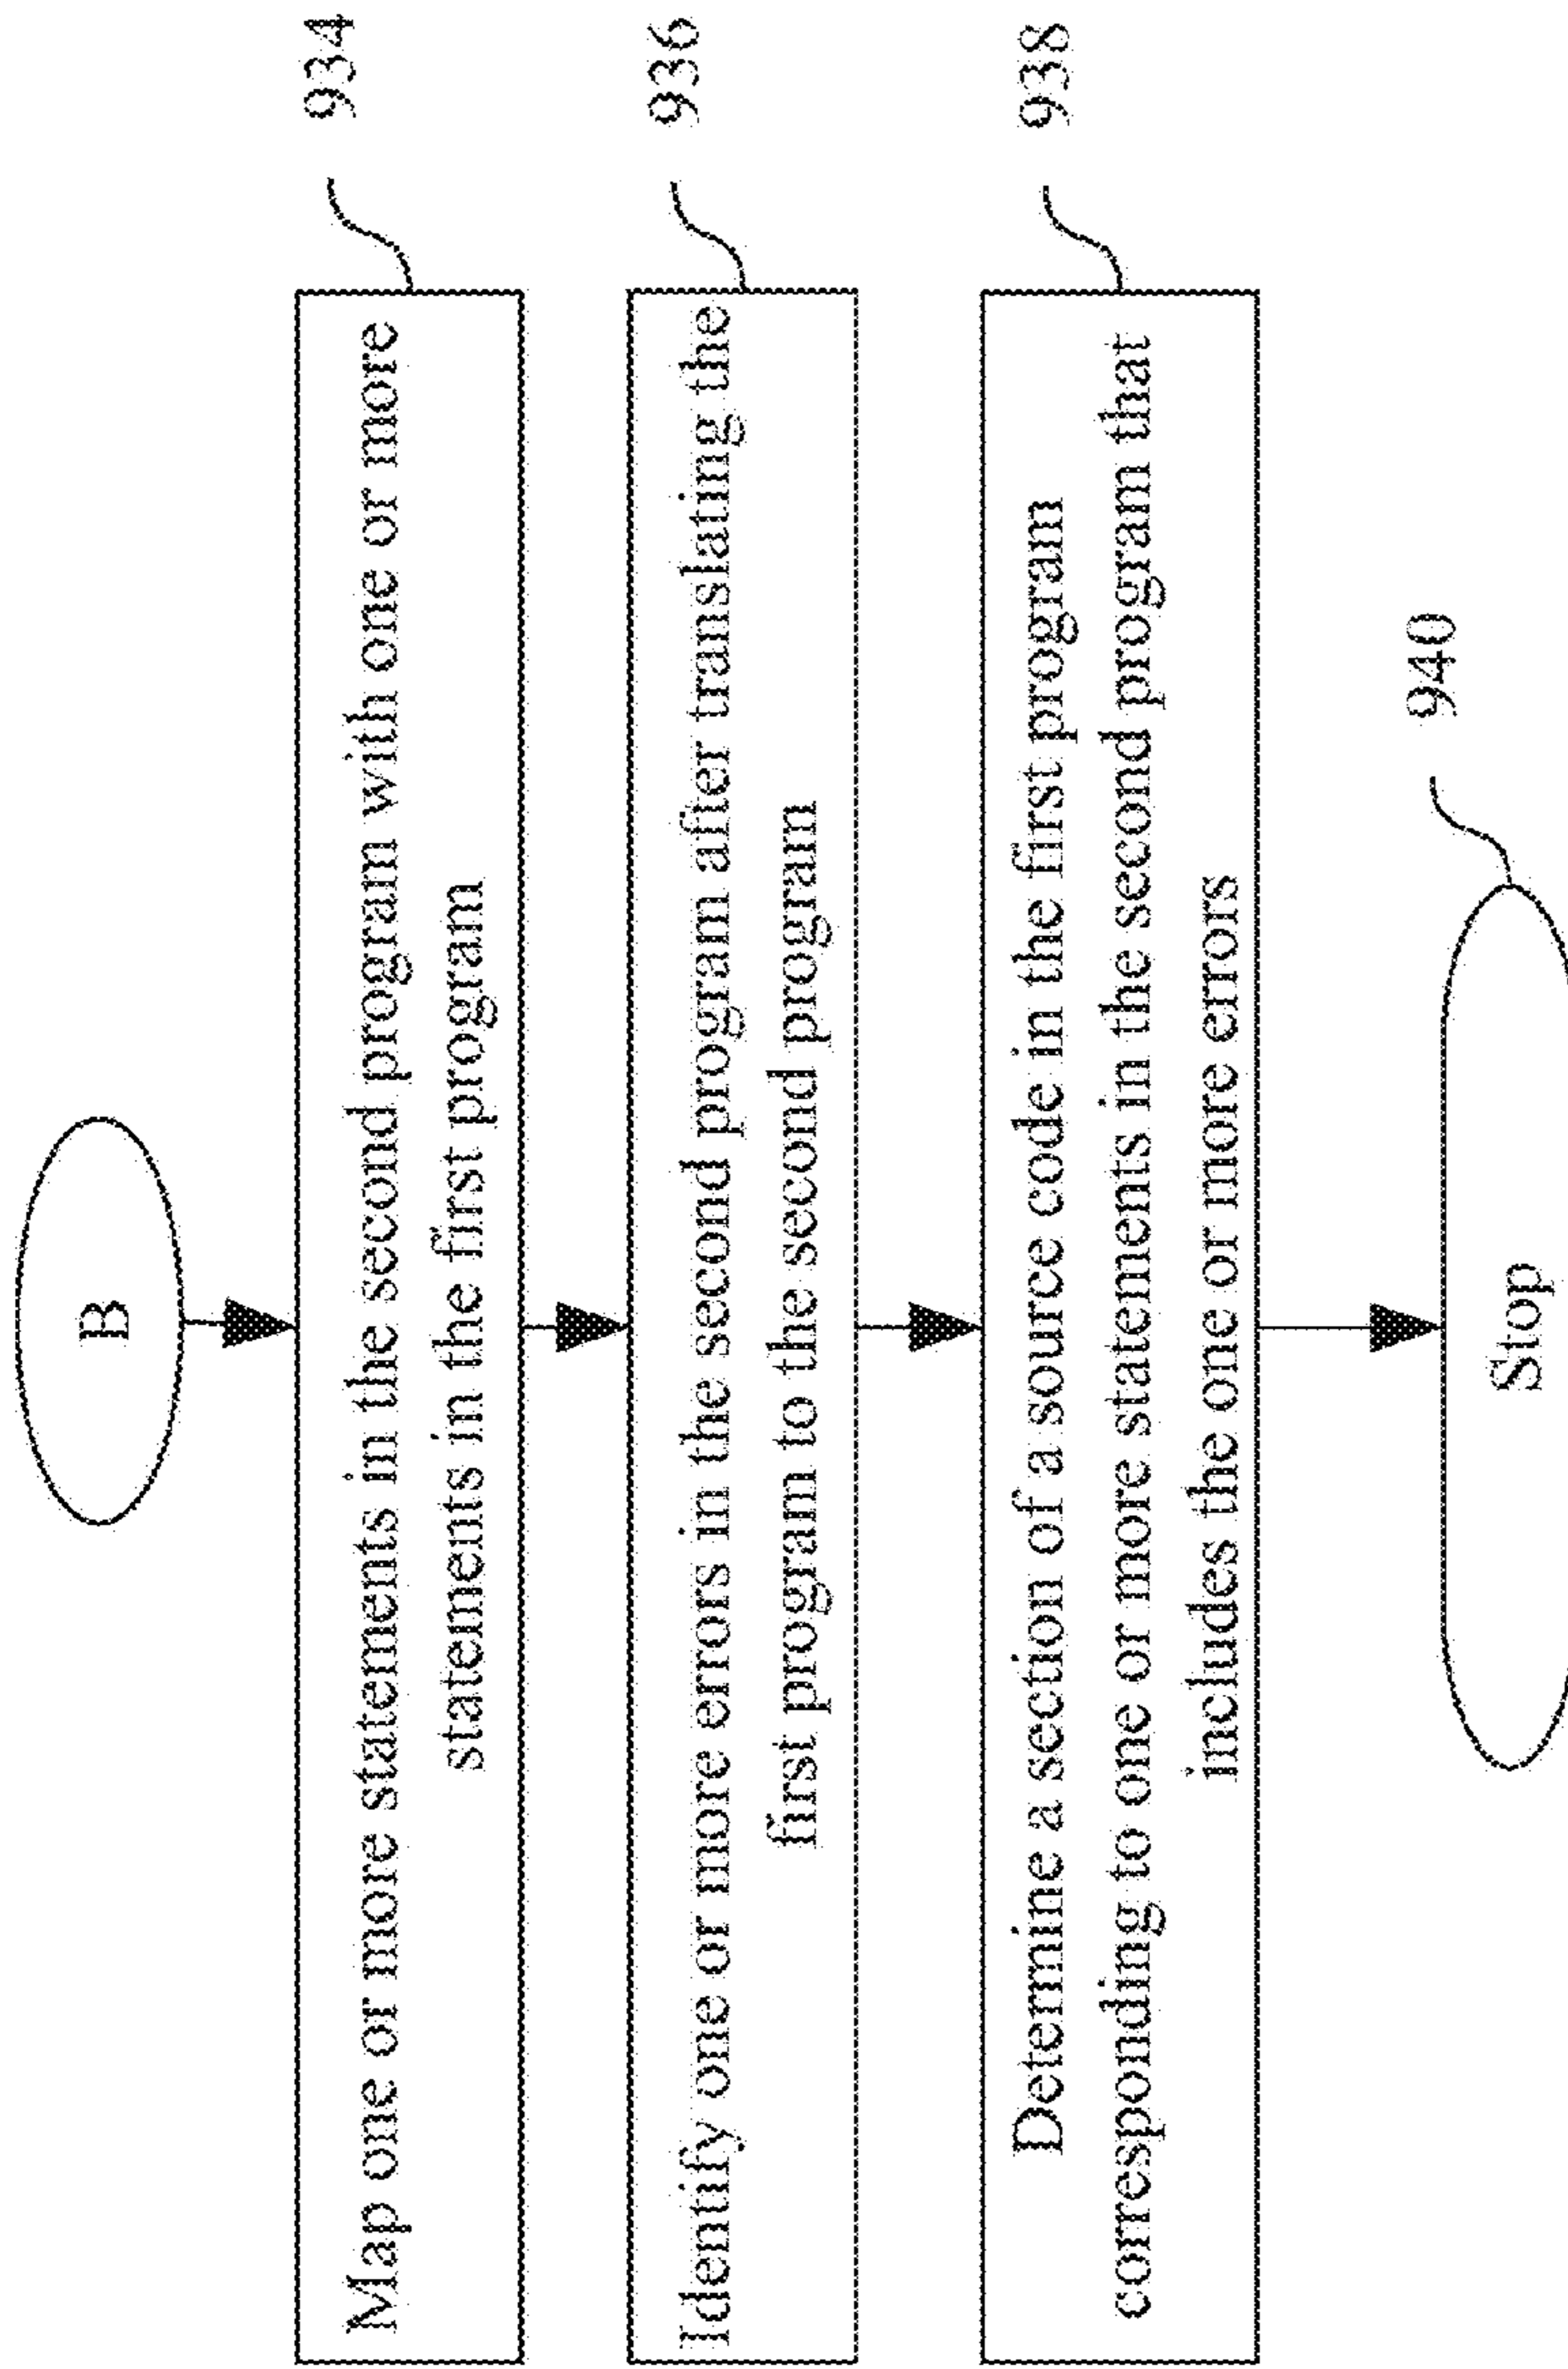 B
934
Map one or more statements in the second program with one or more
statements in the first program
936
Identify one or more errors in the second program after translating the
first program to the second program
938
Determine a section of a source code in the first program
corresponding to one or more statements in the second program that
includes the one or more errors
940
Stop